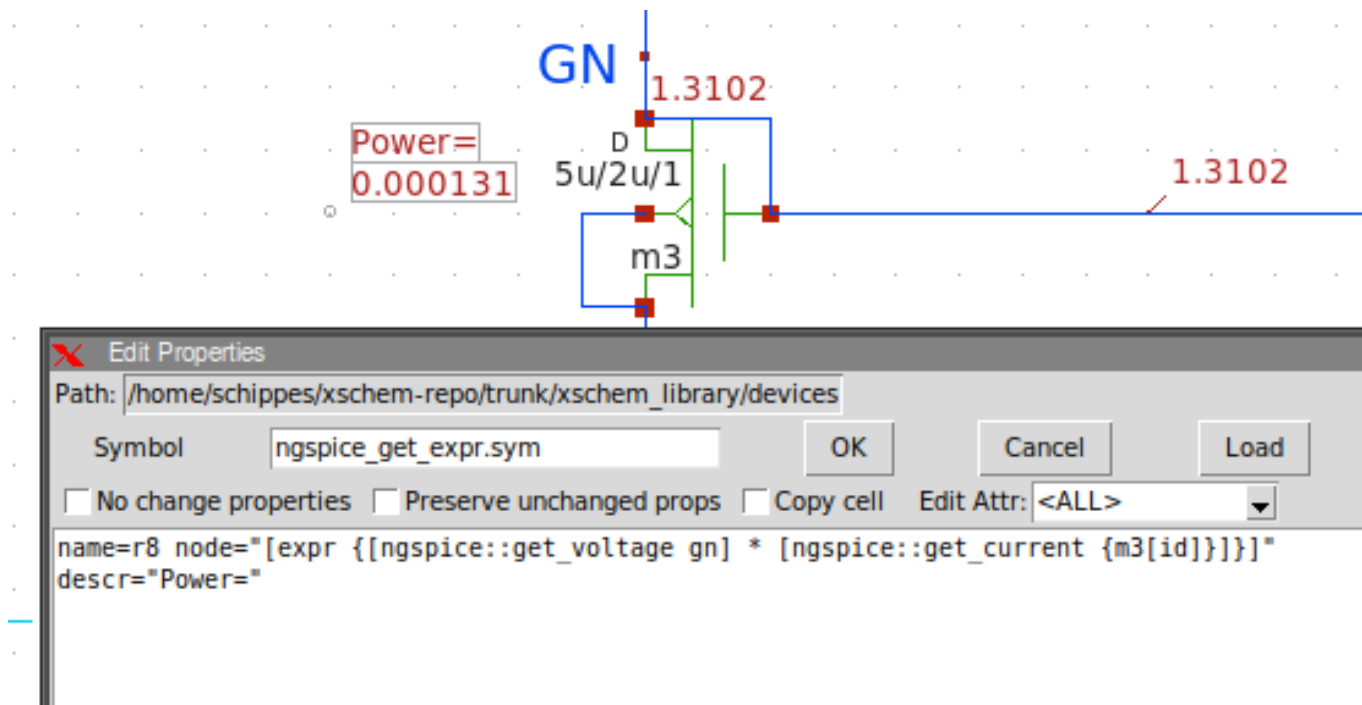 GN
1.3102
Power=
0.000131
D
5u/2u/1
1.3102
m3
Edit Properties
Path: /home/schippes/xschem-repo/trunk/xschem_library/devices
Symbol ngspice_get_expr.sym OK Cancel Load
No change properties Preserve unchanged props Copy cell Edit Attr: <ALL>
name=r8 node="[expr {[ngspice::get_voltage gn] * [ngspice::get_current {m3[id]}]}]"
descr="Power="